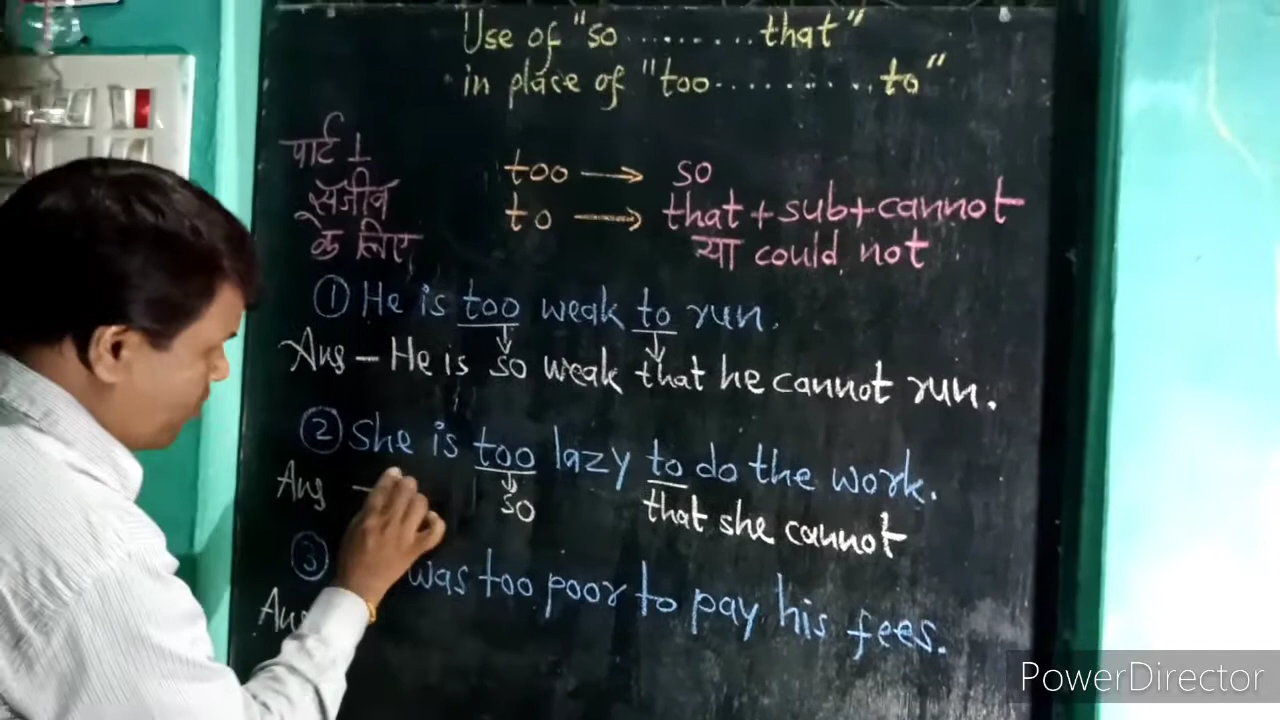 Use of "so ......... that"
in place of "too........... to"
पार्ट 1
सजीव
के लिए
too → so
to → that + sub + cannot
या could not
① He is too weak to run.
Ans - He is so weak that he cannot run.
② She is too lazy to do the work.
Ans - so that she cannot
③ was too poor to pay his fees.
Ans
PowerDirector